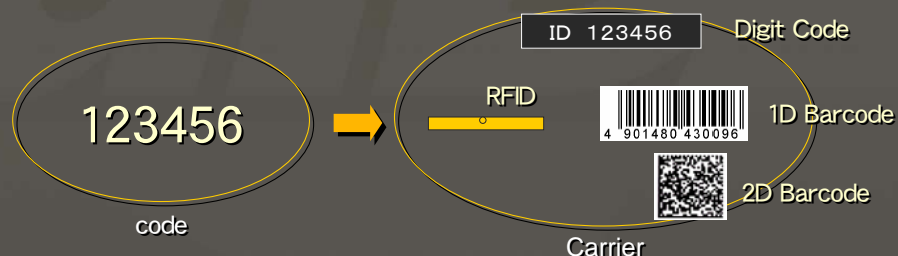 ID 123456
Digit Code
RFID
123456
4 901480 430096
1D Barcode
2D Barcode
code
Carrier